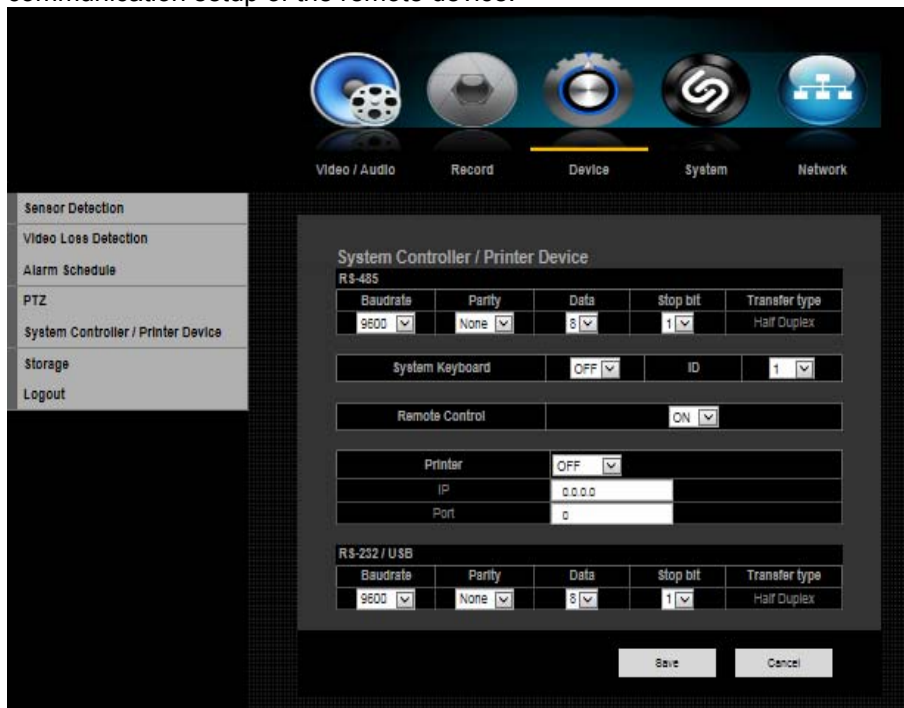 communication setup of the remote device.
Video / Audio Record Device System Network
Sensor Detection
Video Loss Detection
Alarm Schedule
PTZ
System Controller / Printer Device
Storage
Logout
System Controller / Printer Device
RS-485
Baudrate Parity Data Stop bit Transfer type
9600 None 8 1 Half Duplex
System Keyboard OFF ID 1
Remote Control ON
Printer OFF
IP 0.0.0.0
Port 0
RS-232 / USB
Baudrate Parity Data Stop bit Transfer type
9600 None 8 1 Half Duplex
Save Cancel